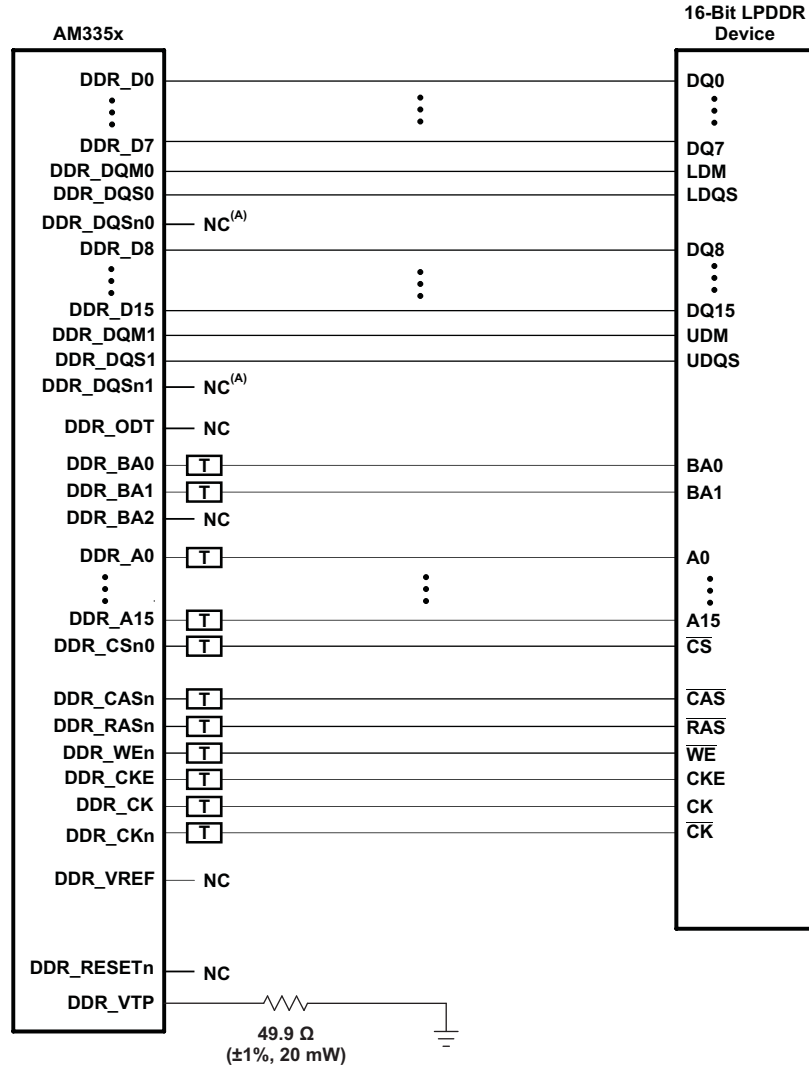 AM335x
16-Bit LPDDR
Device
DDR_D0 DQ0
DDR_D7 DQ7
DDR_DQM0 LDM
DDR_DQS0 LDQS
DDR_DQSn0 NC(A)
DDR_D8 DQ8
DDR_D15 DQ15
DDR_DQM1 UDM
DDR_DQS1 UDQS
DDR_DQSn1 NC(A)
DDR_ODT NC
DDR_BA0 T BA0
DDR_BA1 T BA1
DDR_BA2 NC
DDR_A0 T A0
DDR_A15 T A15
DDR_CSn0 T CS
DDR_CASn T CAS
DDR_RASn T RAS
DDR_WEn T WE
DDR_CKE T CKE
DDR_CK T CK
DDR_CKn T CK
DDR_VREF NC
DDR_RESETn NC
DDR_VTP
49.9 Ω
(±1%, 20 mW)